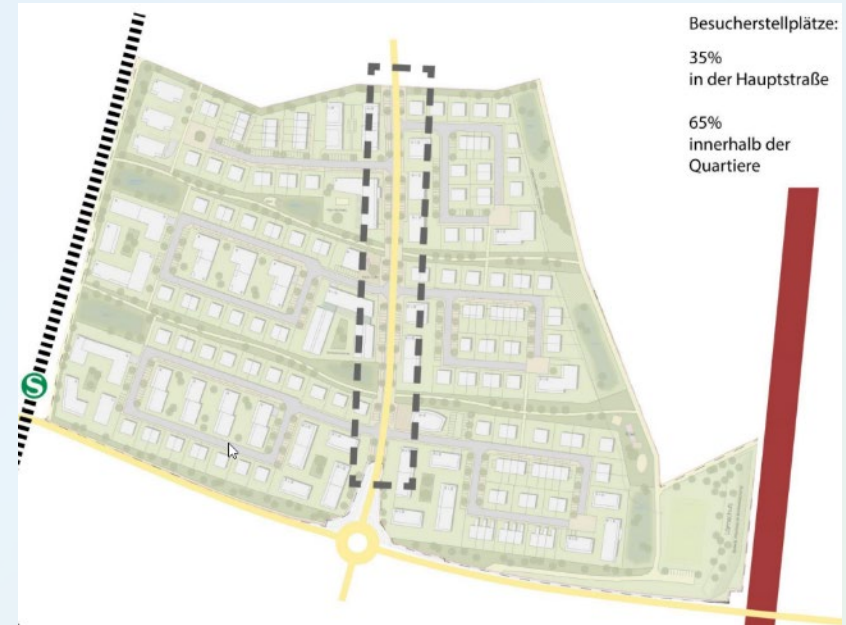 Besucherstellplätze:
35%
in der Hauptstraße
65%
innerhalb der
Quartiere
S